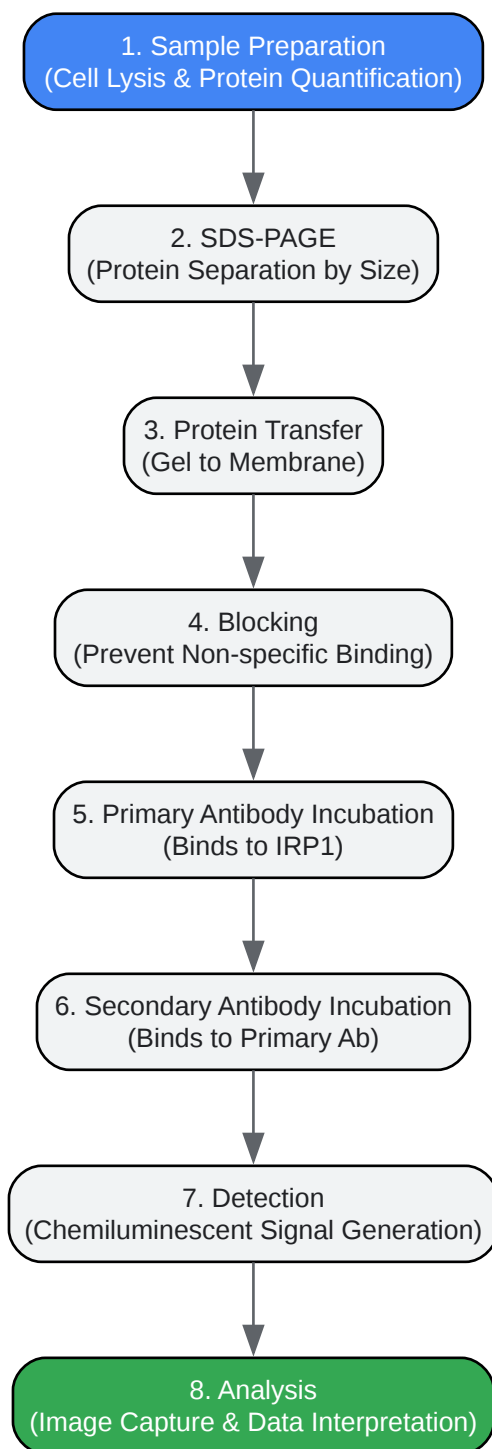 1. Sample Preparation
(Cell Lysis & Protein Quantification)
2. SDS-PAGE
(Protein Separation by Size)
3. Protein Transfer
(Gel to Membrane)
4. Blocking
(Prevent Non-specific Binding)
5. Primary Antibody Incubation
(Binds to IRP1)
6. Secondary Antibody Incubation
(Binds to Primary Ab)
7. Detection
(Chemiluminescent Signal Generation)
8. Analysis
(Image Capture & Data Interpretation)